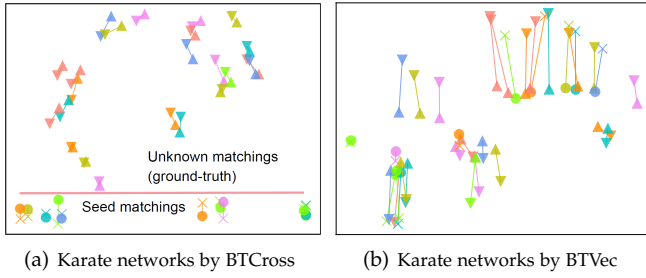 Unknown matchings
(ground-truth)
Seed matchings
(a) Karate networks by BTCross
(b) Karate networks by BTVec